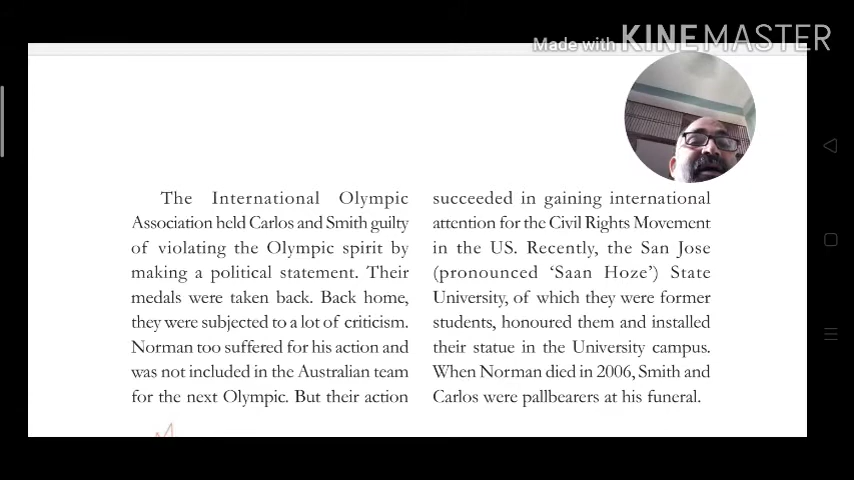 Made with KINEMASTER
The International Olympic
Association held Carlos and Smith guilty
of violating the Olympic spirit by
making a political statement. Their
medals were taken back. Back home,
they were subjected to a lot of criticism.
Norman too suffered for his action and
was not included in the Australian team
for the next Olympic. But their action
succeeded in gaining international
attention for the Civil Rights Movement
in the US. Recently, the San Jose
(pronounced ‘Saan Hoze’) State
University, of which they were former
students, honoured them and installed
their statue in the University campus.
When Norman died in 2006, Smith and
Carlos were pallbearers at his funeral.